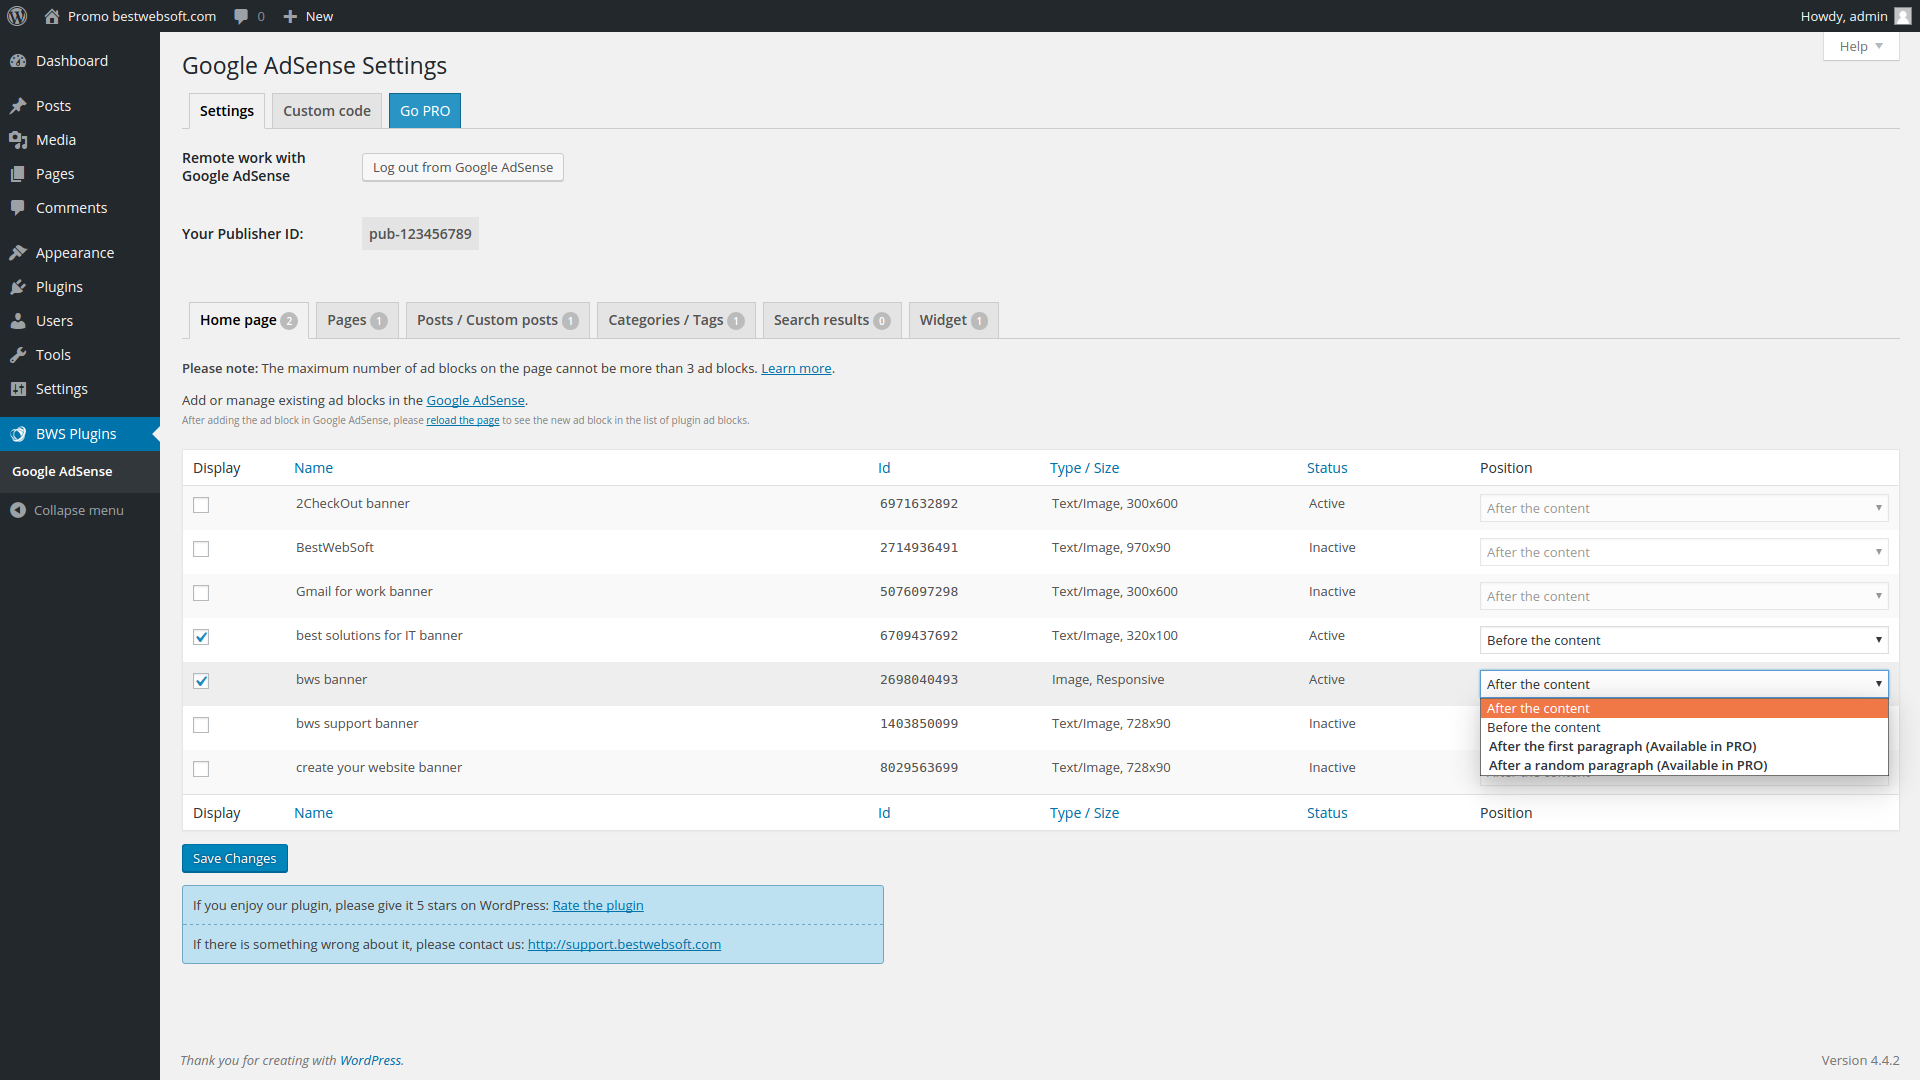 Promo bestwebsoft.com 0 New Howdy, admin
Help
Dashboard
Posts
Media
Pages
Comments
Appearance
Plugins
Users
Tools
Settings
BWS Plugins
Google AdSense
Collapse menu
Google AdSense Settings
Settings Custom code Go PRO
Remote work with
Google AdSense
Log out from Google AdSense
Your Publisher ID: pub-123456789
Home page 2 Pages 1 Posts / Custom posts 1 Categories / Tags 1 Search results 0 Widget 1
Please note: The maximum number of ad blocks on the page cannot be more than 3 ad blocks. Learn more.
Add or manage existing ad blocks in the Google AdSense.
After adding the ad block in Google AdSense, please reload the page to see the new ad block in the list of plugin ad blocks.
Display Name Id Type / Size Status Position
2CheckOut banner 6971632892 Text/Image, 300x600 Active After the content
BestWebSoft 2714936491 Text/Image, 970x90 Inactive After the content
Gmail for work banner 5076097298 Text/Image, 300x600 Inactive After the content
best solutions for IT banner 6709437692 Text/Image, 320x100 Active Before the content
bws banner 2698040493 Image, Responsive Active After the content
After the content
Before the content
After the first paragraph (Available in PRO)
After a random paragraph (Available in PRO)
bws support banner 1403850099 Text/Image, 728x90 Inactive
create your website banner 8029563699 Text/Image, 728x90 Inactive
Display Name Id Type / Size Status Position
Save Changes
If you enjoy our plugin, please give it 5 stars on WordPress: Rate the plugin
If there is something wrong about it, please contact us: http://support.bestwebsoft.com
Thank you for creating with WordPress. Version 4.4.2